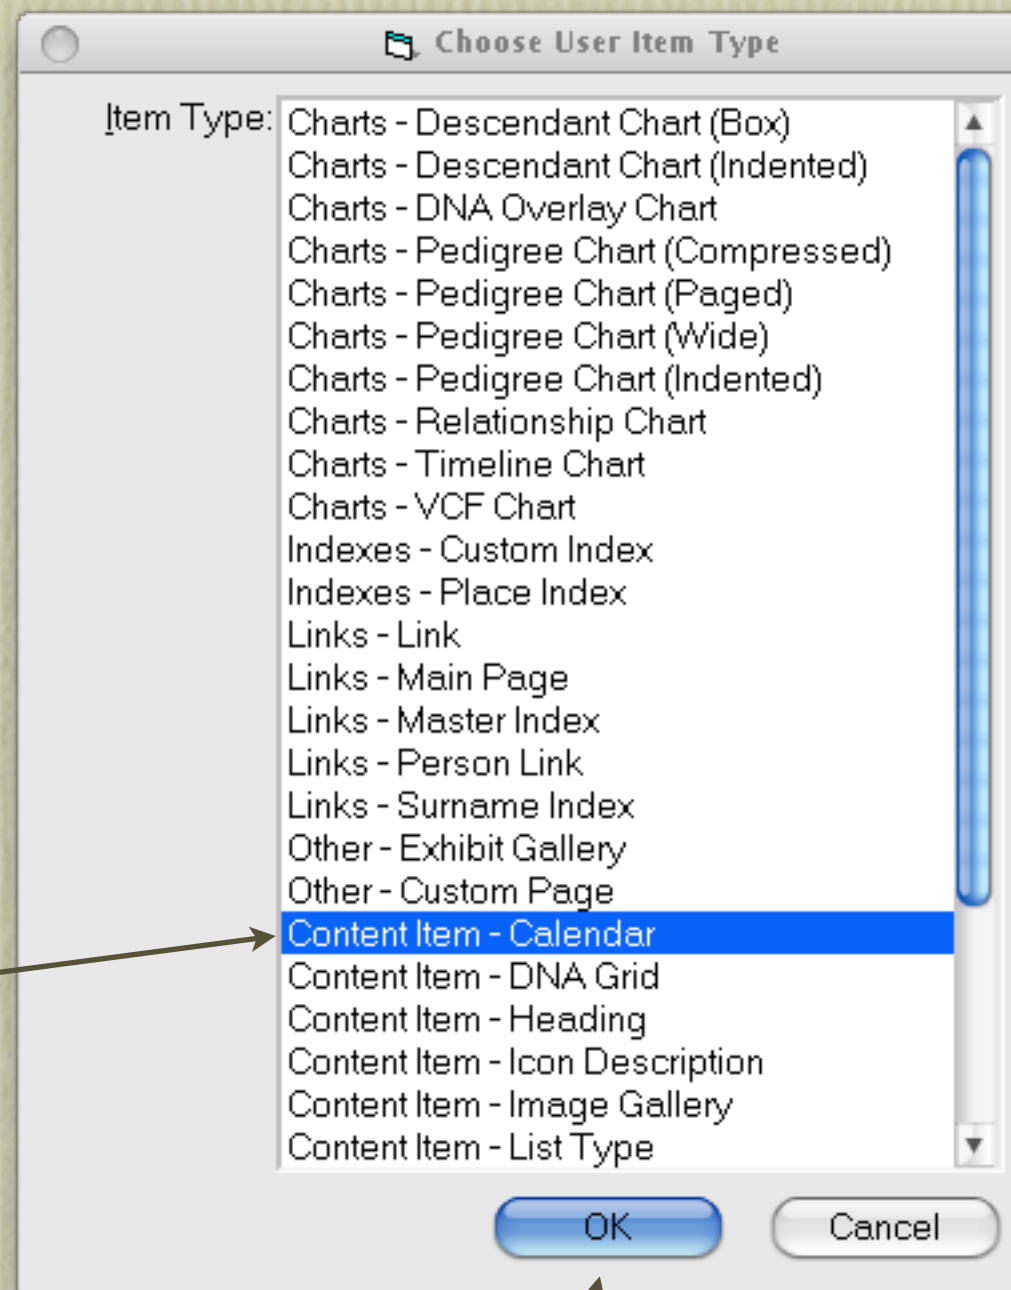 Choose User Item Type
Item Type:
Charts - Descendant Chart (Box)
Charts - Descendant Chart (Indented)
Charts - DNA Overlay Chart
Charts - Pedigree Chart (Compressed)
Charts - Pedigree Chart (Paged)
Charts - Pedigree Chart (Wide)
Charts - Pedigree Chart (Indented)
Charts - Relationship Chart
Charts - Timeline Chart
Charts - VCF Chart
Indexes - Custom Index
Indexes - Place Index
Links - Link
Links - Main Page
Links - Master Index
Links - Person Link
Links - Surname Index
Other - Exhibit Gallery
Other - Custom Page
Content Item - Calendar
Content Item - DNA Grid
Content Item - Heading
Content Item - Icon Description
Content Item - Image Gallery
Content Item - List Type
OK Cancel